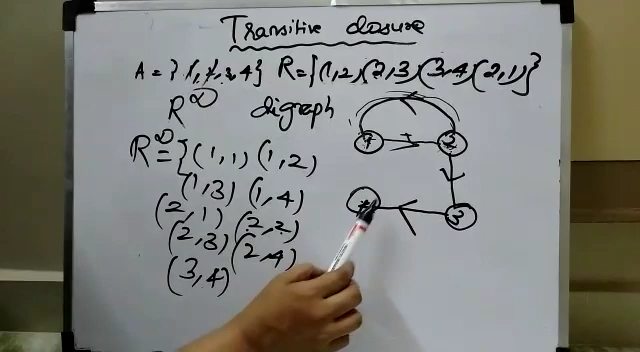 Transitive closure
A = {1, 2, 3, 4} R={(1,2)(2,3)(3,4)(2,1)}
R∞ digraph
R∞= {(1,1) (1,2)
(1,3) (1,4)
(2,1) (2,2)
(2,3) (2,4)
(3,4)
1 2
4 3